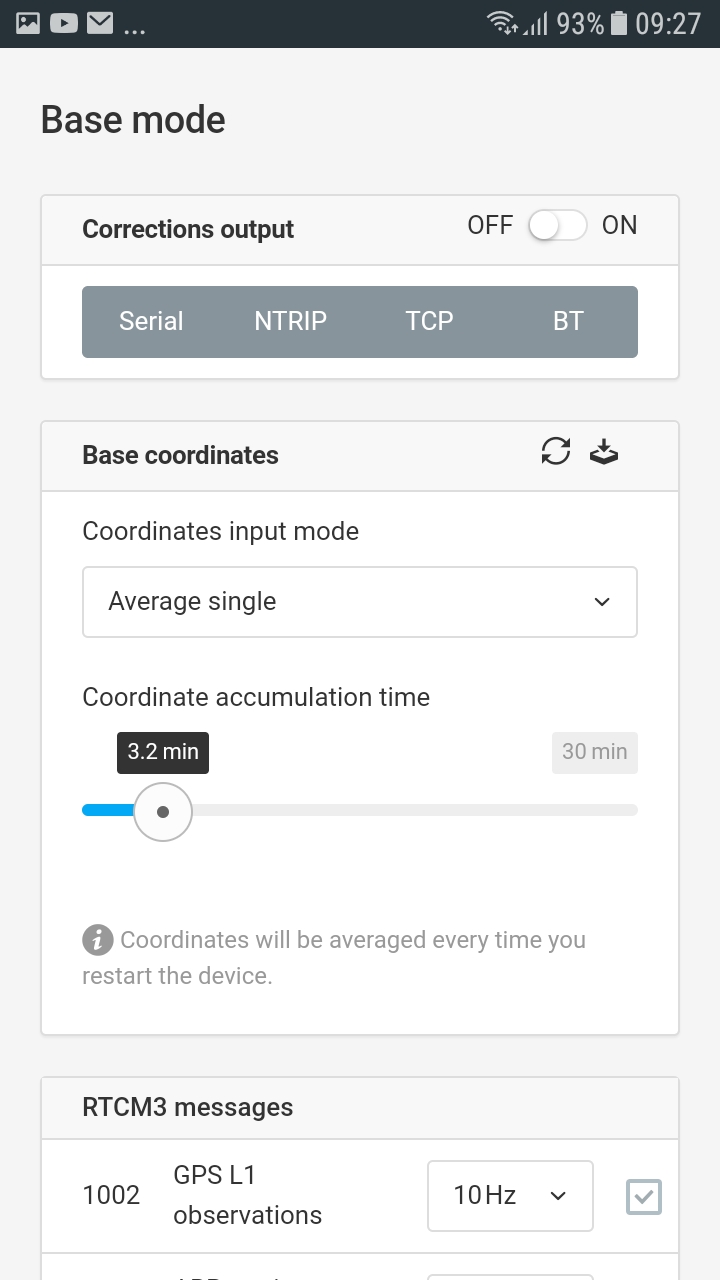 ... 93% 09:27
Base mode
Corrections output OFF ON
Serial NTRIP TCP BT
Base coordinates
Coordinates input mode
Average single
Coordinate accumulation time
3.2 min 30 min
Coordinates will be averaged every time you
restart the device.
RTCM3 messages
1002 GPS L1
observations 10 Hz